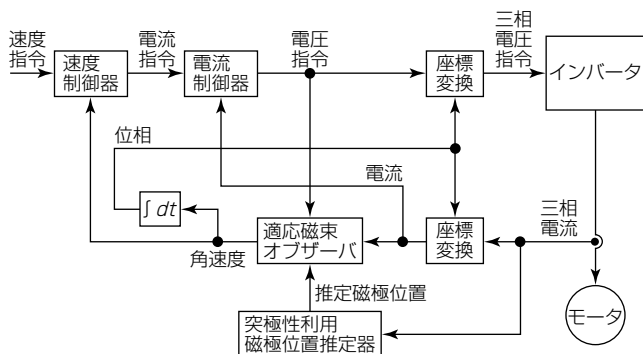 速度
指令
速度
制御器
電流
指令
電流
制御器
電圧
指令
座標
変換
三相
電圧
指令
インバータ
位相
電流
∫ dt
角速度
適応磁束
オブザーバ
座標
変換
三相
電流
推定磁極位置
突極性利用
磁極位置推定器
モータ